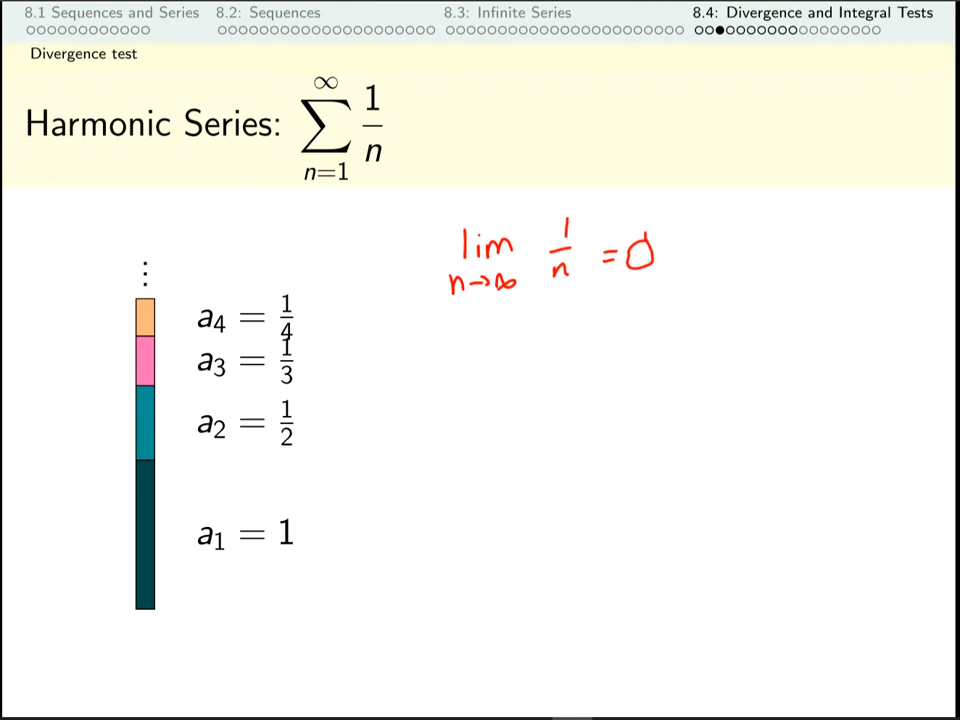 8.1 Sequences and Series 8.2: Sequences 8.3: Infinite Series 8.4: Divergence and Integral Tests
Divergence test
Harmonic Series: ∞∑n=1 1/n
lim n→∞ 1/n = 0
⋮
a₄ = 1/4
a₃ = 1/3
a₂ = 1/2
a₁ = 1